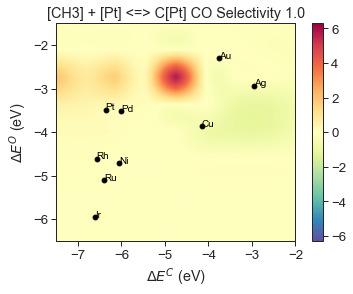 [CH3] + [Pt] <=> C[Pt] CO Selectivity 1.0
ΔE^O (eV)
−2
−3
−4
−5
−6
Au
Ag
Pt
Pd
Cu
Rh
Ni
Ru
Ir
−7
−6
−5
−4
−3
−2
ΔE^C (eV)
6
4
2
0
−2
−4
−6